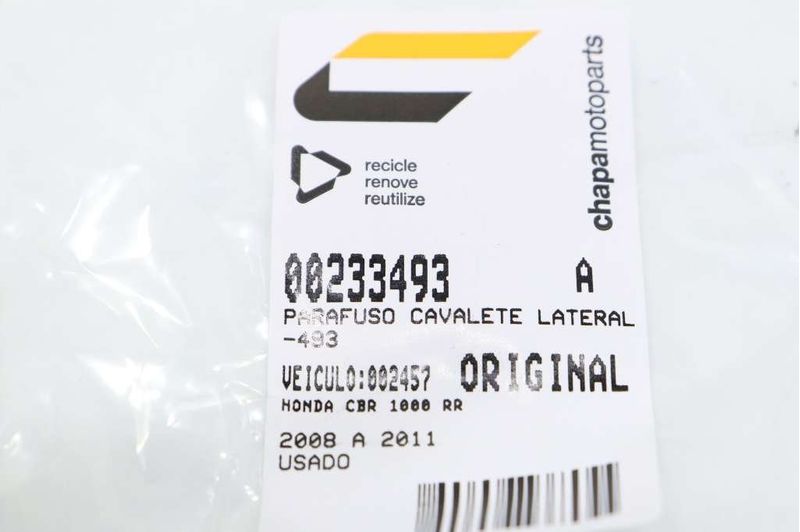 chapamotoparts
recicle
renove
reutilize
00233493 A
PARAFUSO CAVALETE LATERAL
-493
VEICULO:002457 ORIGINAL
HONDA CBR 1000 RR
2008 A 2011
USADO